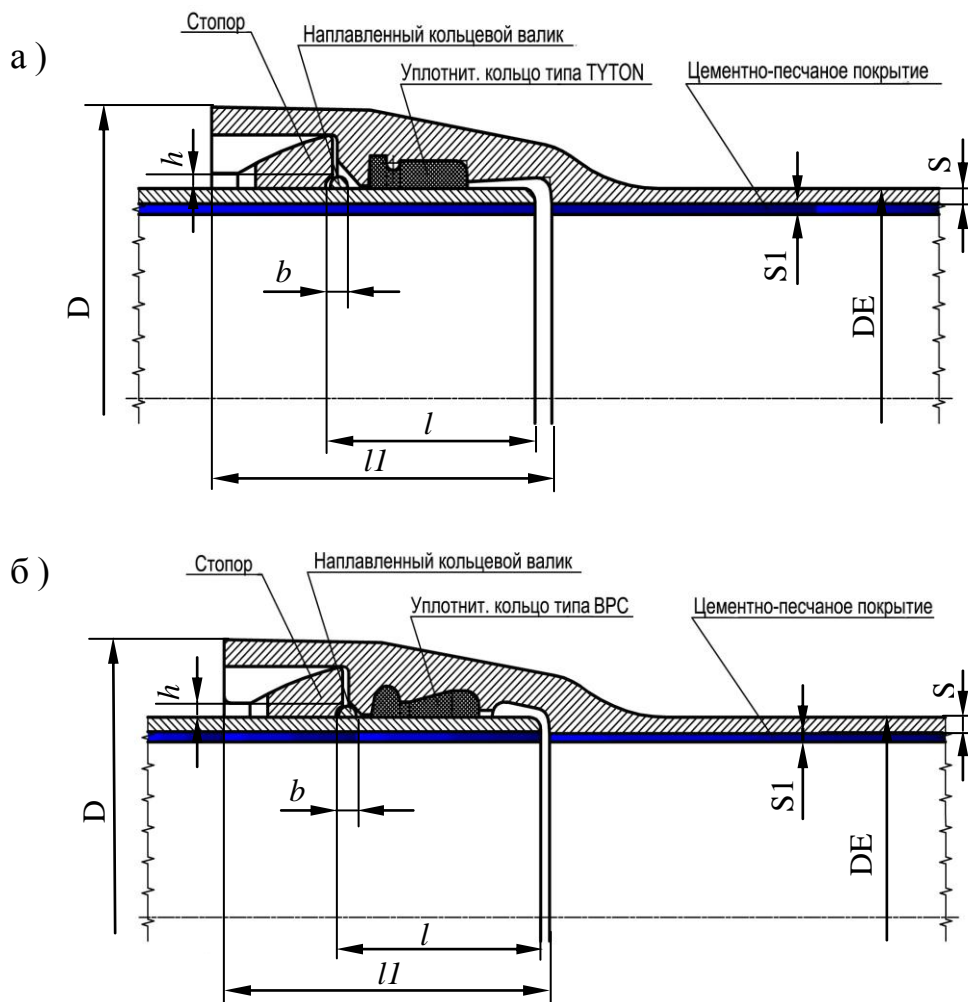 а )
Стопор
Наплавленный кольцевой валик
Уплотнит. кольцо типа TYTON
Цементно-песчаное покрытие
h
S
b
S1
D
DE
l
l1
б )
Стопор
Наплавленный кольцевой валик
Уплотнит. кольцо типа ВРС
Цементно-песчаное покрытие
h
S
b
S1
D
DE
l
l1